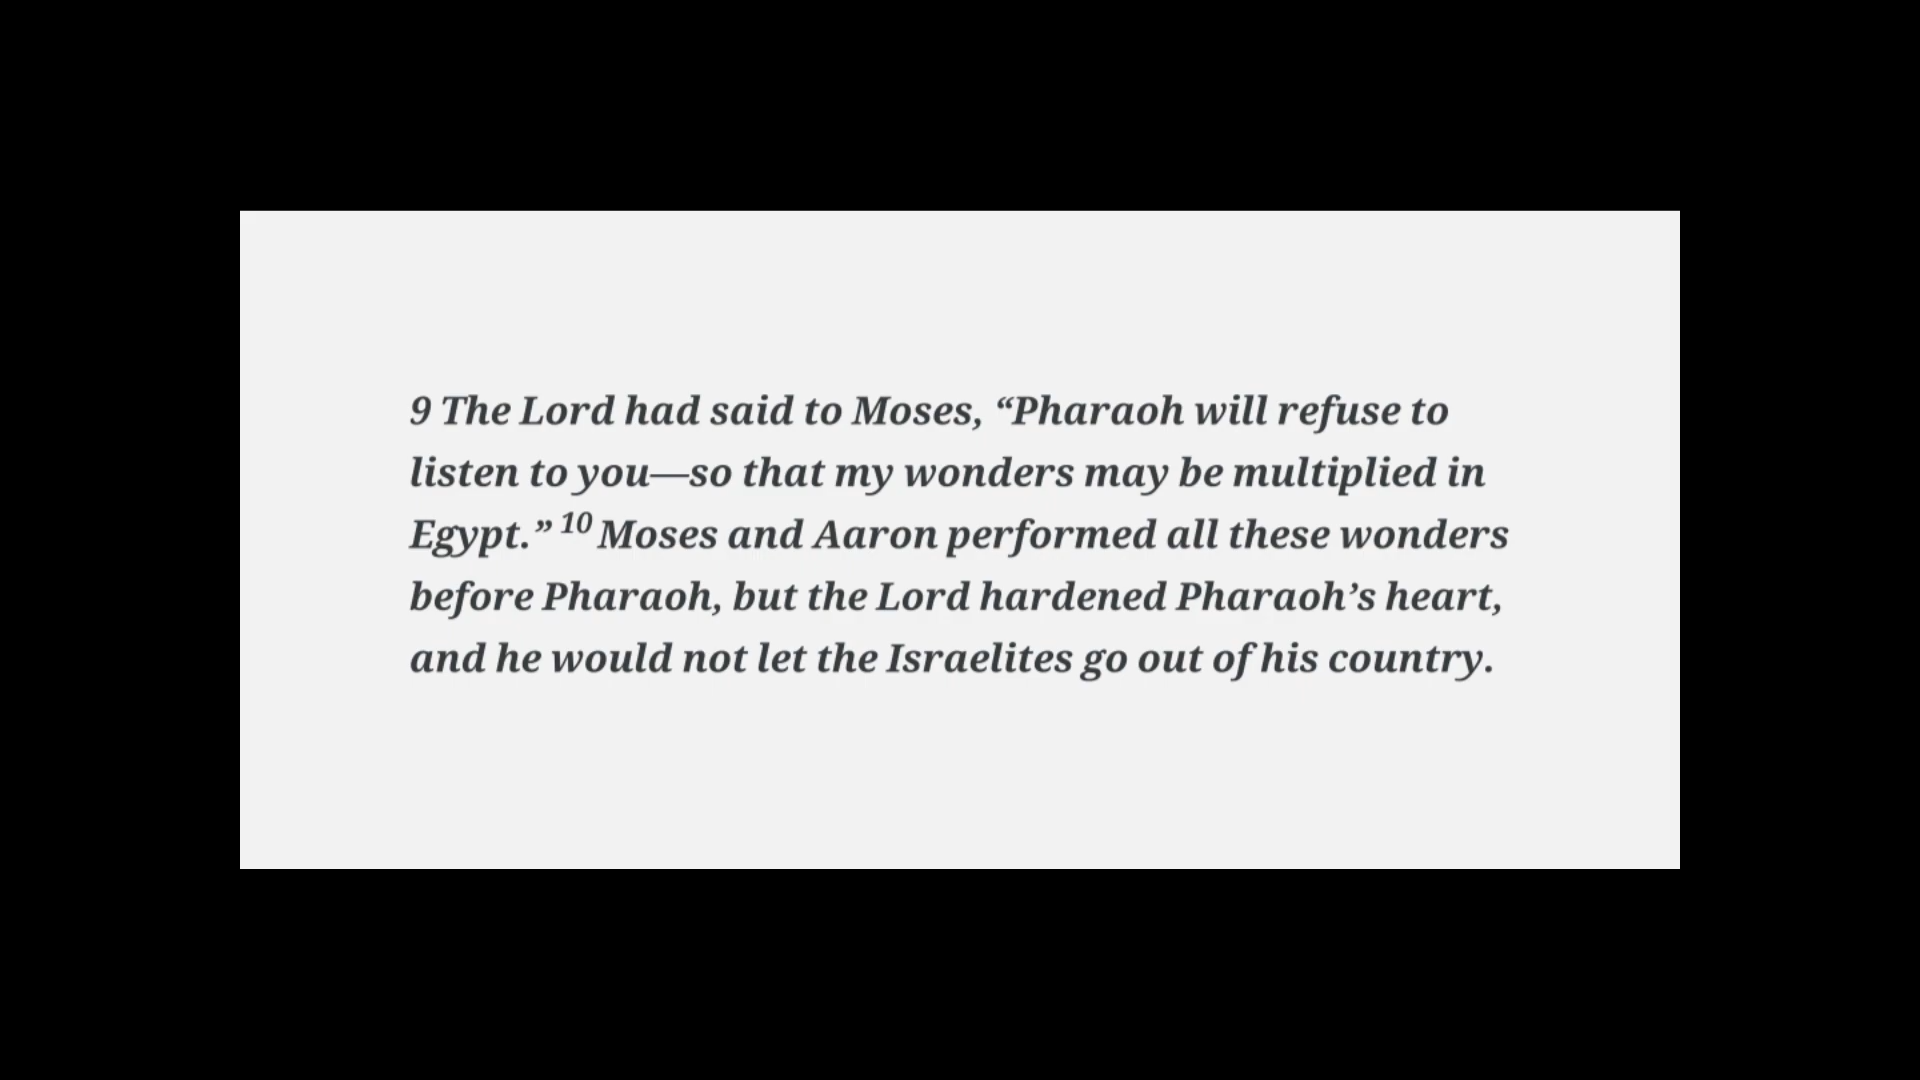 9 The Lord had said to Moses, “Pharaoh will refuse to
listen to you—so that my wonders may be multiplied in
Egypt.” 10 Moses and Aaron performed all these wonders
before Pharaoh, but the Lord hardened Pharaoh’s heart,
and he would not let the Israelites go out of his country.